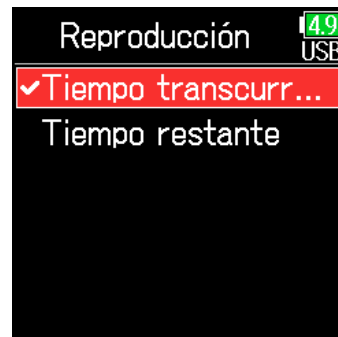 Reproducción
4.9
USB
✔Tiempo transcurr...
Tiempo restante